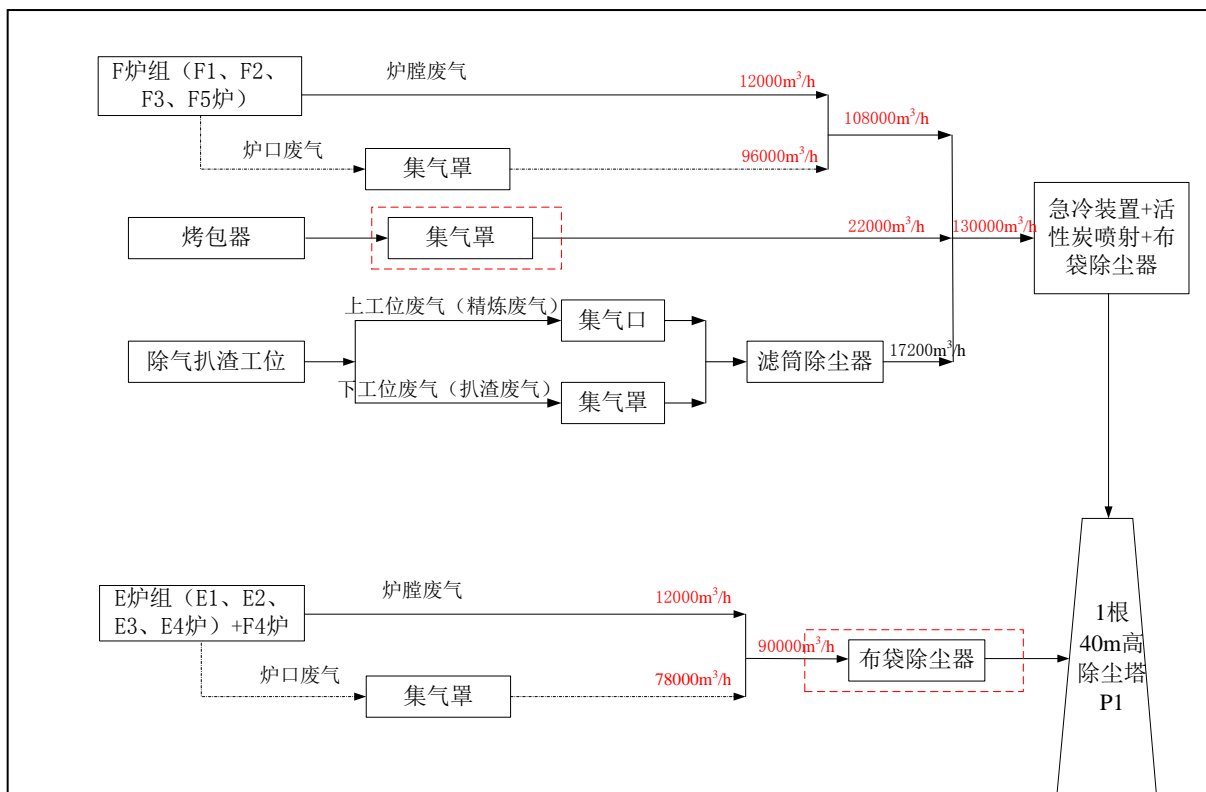 F炉组（F1、F2、
F3、F5炉）
炉膛废气
12000m³/h
108000m³/h
炉口废气
集气罩
96000m³/h
烤包器
集气罩
22000m³/h
130000m³/h
急冷装置+活
性炭喷射+布
袋除尘器
上工位废气（精炼废气）
集气口
除气扒渣工位
滤筒除尘器
17200m³/h
下工位废气（扒渣废气）
集气罩
E炉组（E1、E2、
E3、E4炉）+F4炉
炉膛废气
12000m³/h
90000m³/h
布袋除尘器
炉口废气
集气罩
78000m³/h
1根
40m高
除尘塔
P1